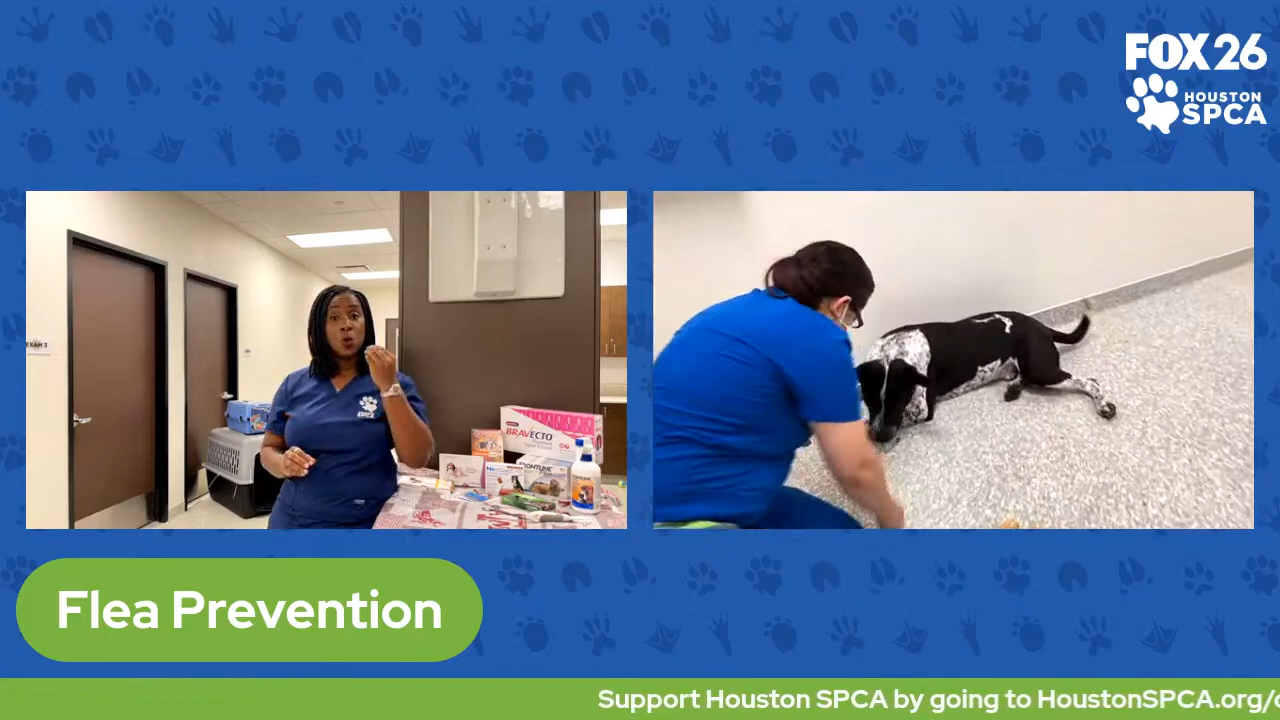 FOX 26
HOUSTON
SPCA
EXAM 3
BRAVECTO
FRONTLINE
Flea Prevention
Support Houston SPCA by going to HoustonSPCA.org/